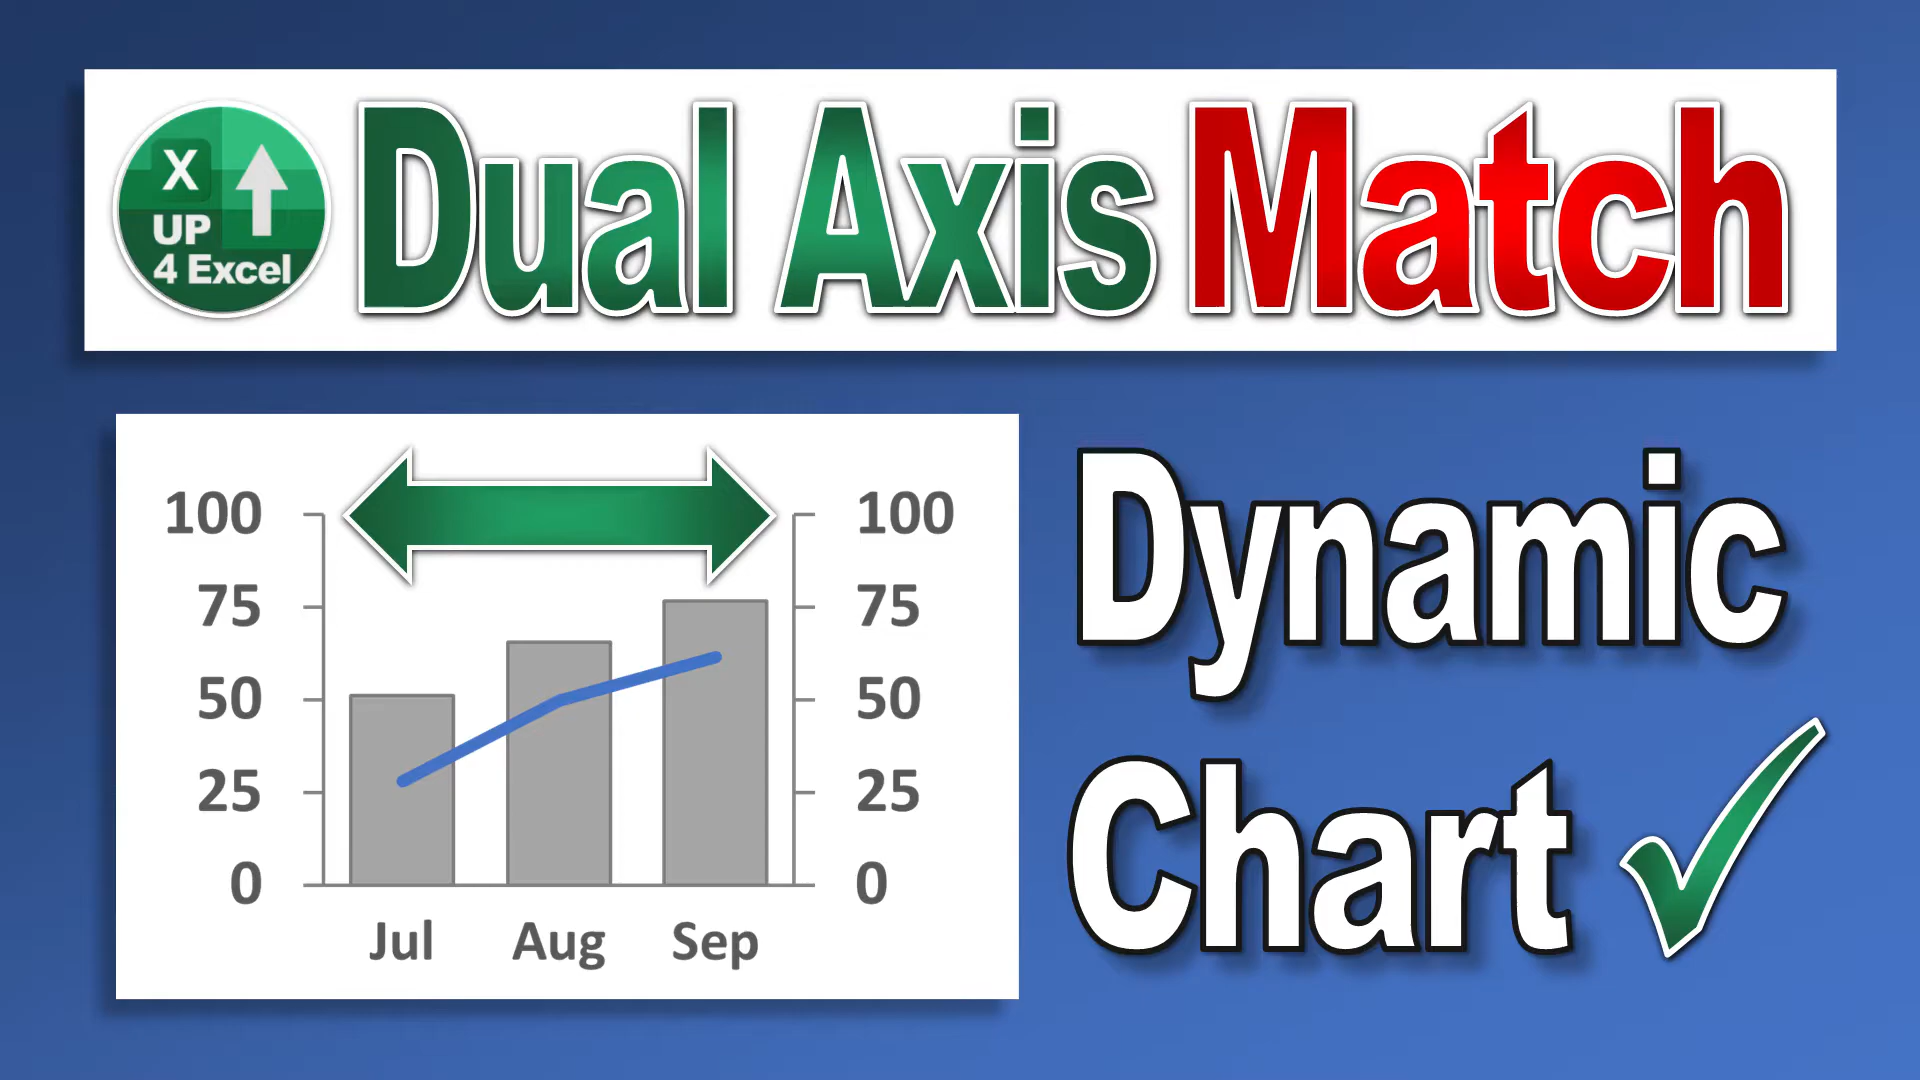 X
UP
4 Excel
Dual Axis Match
100 100
75 75
50 50
25 25
0 0
Jul Aug Sep
Dynamic
Chart